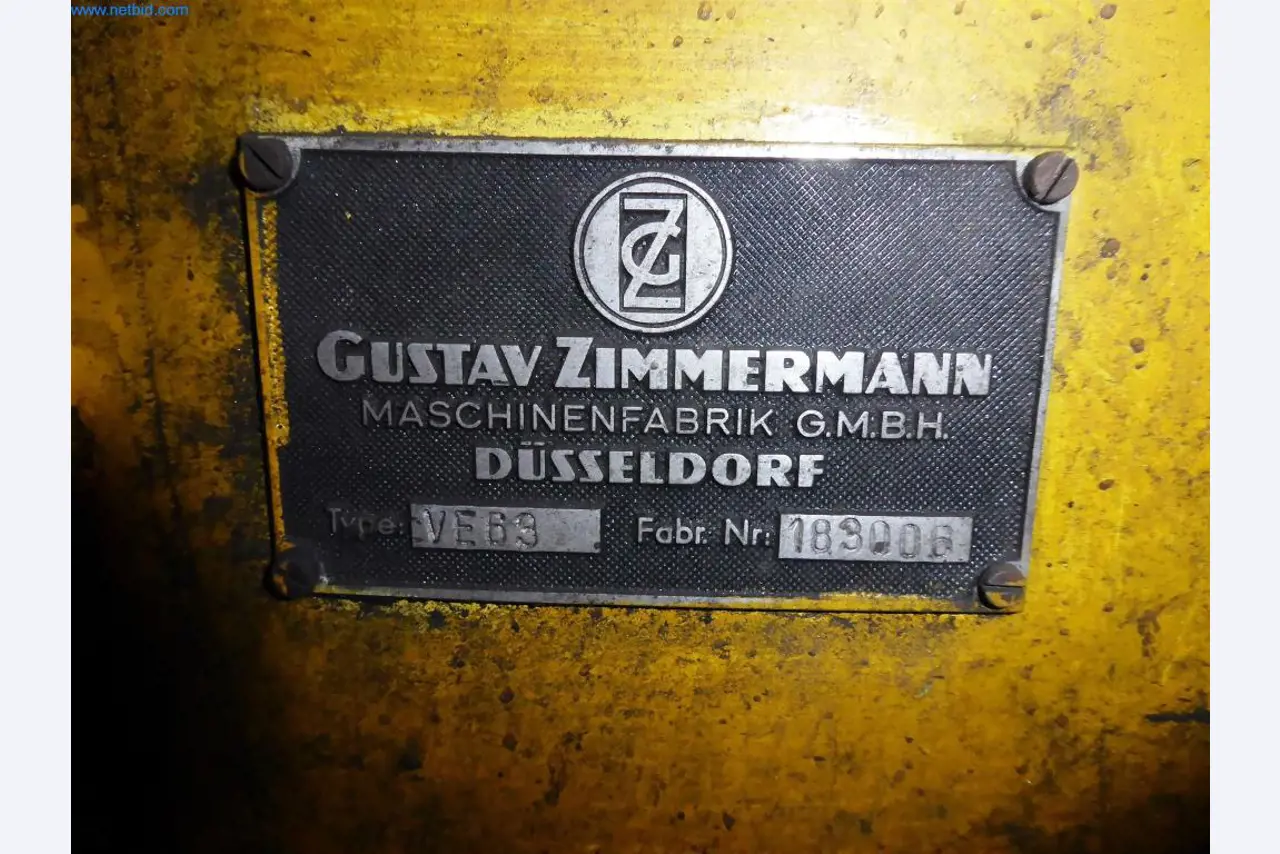 www.netbid.com
GZ
GUSTAV ZIMMERMANN
MASCHINENFABRIK G.M.B.H.
DÜSSELDORF
Type: VE63 Fabr. Nr: 183006